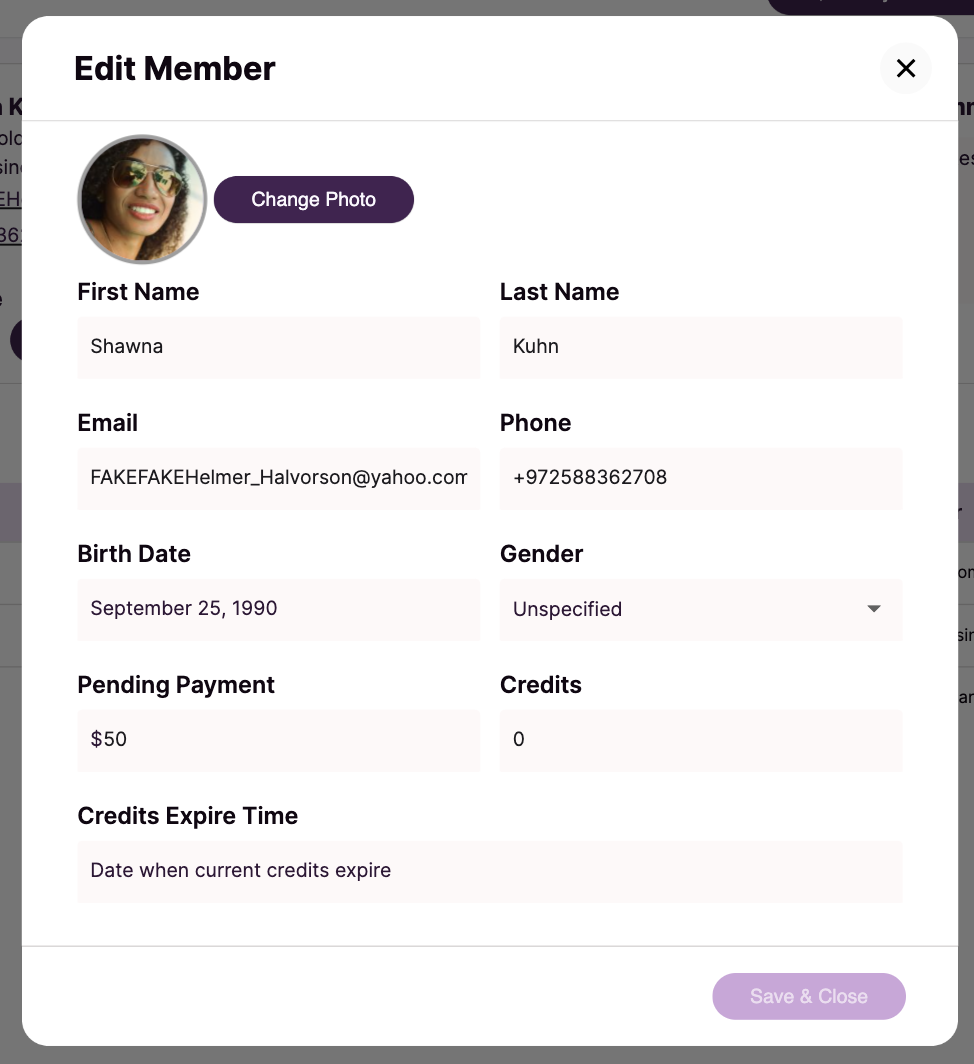 Edit Member
Change Photo
First Name
Last Name
Shawna
Kuhn
Email
Phone
FAKEFAKEHelmer_Halvorson@yahoo.com
+972588362708
Birth Date
Gender
September 25, 1990
Unspecified
Pending Payment
Credits
$50
0
Credits Expire Time
Date when current credits expire
Save & Close